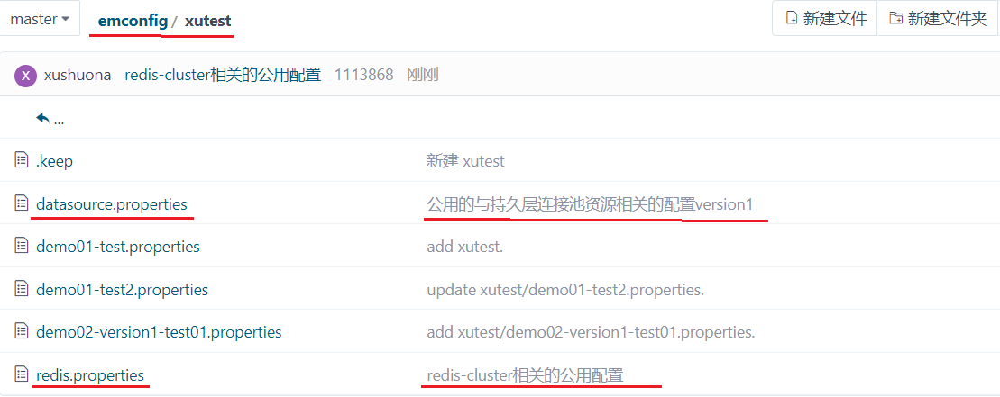 master emconfig / xutest 新建文件 新建文件夹
X xushuona redis-cluster相关的公用配置 1113868 刚刚
...
.keep 新建 xutest
datasource.properties 公用的与持久层连接池资源相关的配置version1
demo01-test.properties add xutest.
demo01-test2.properties update xutest/demo01-test2.properties.
demo02-version1-test01.properties add xutest/demo02-version1-test01.properties.
redis.properties redis-cluster相关的公用配置